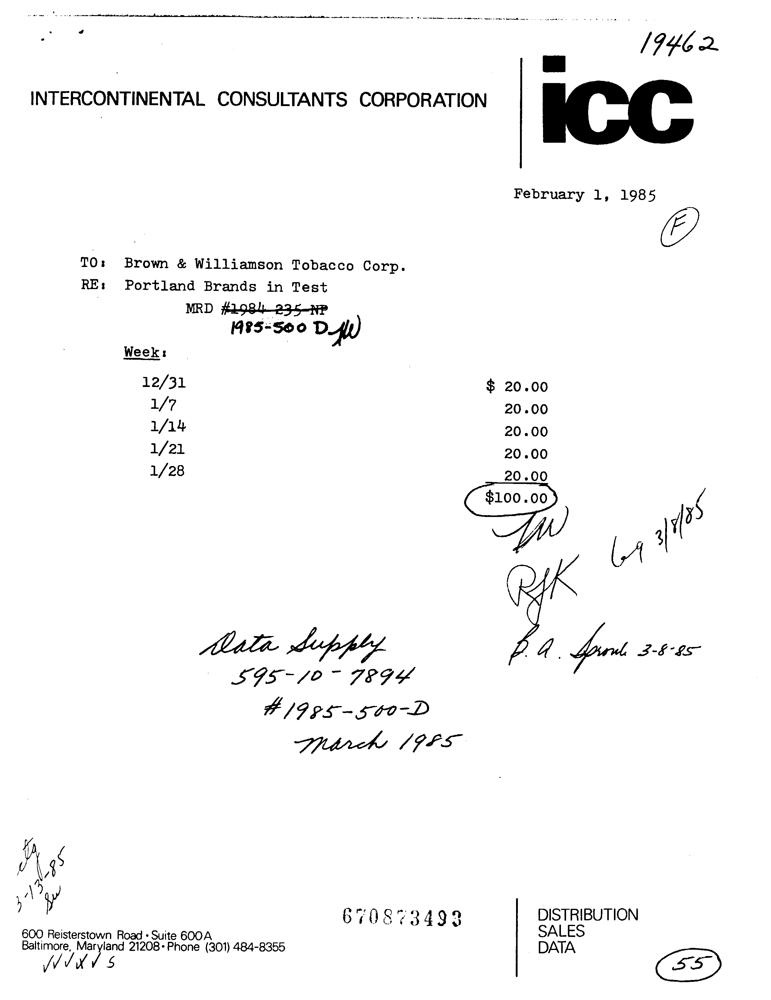 19462
INTERCONTINENTAL CONSULTANTS CORPORATION
icc
February 1, 1985
F
TO: Brown & Williamson Tobacco Corp.
RE: Portland Brands in Test
MRD #1984-235-NP
1985-500 D
Week:
12/31 $ 20.00
1/7 20.00
1/14 20.00
1/21 20.00
1/28 20.00
$100.00
3/8/85
RJK
B. A. Sproule 3-8-85
Data Supply
595-10-7894
#1985-500-D
March 1985
3-13-85
670873493
600 Reisterstown Road • Suite 600A
Baltimore, Maryland 21208 • Phone (301) 484-8355
DISTRIBUTION
SALES
DATA
55